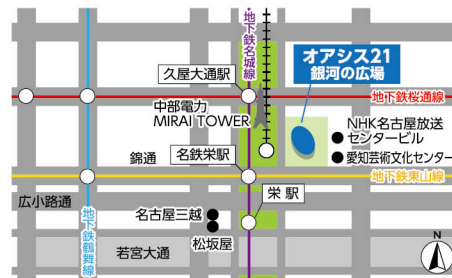 地下鉄名城線
オアシス21
銀河の広場
久屋大通駅
地下鉄桜通線
中部電力
MIRAI TOWER
NHK名古屋放送
センタービル
愛知芸術文化センター
名鉄栄駅
錦通
地下鉄東山線
広小路通
栄 駅
名古屋三越
松坂屋
地下鉄鶴舞線
若宮大通
N